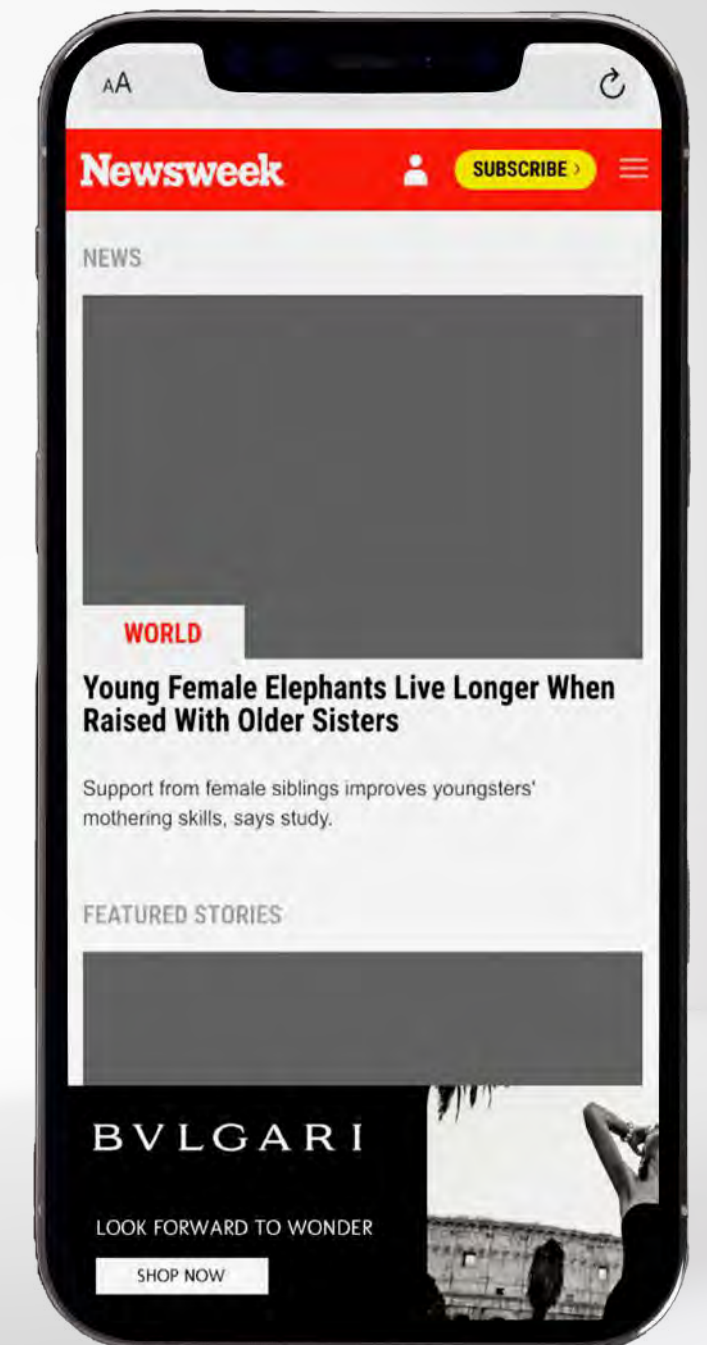 AA
Newsweek
SUBSCRIBE >
NEWS
WORLD
Young Female Elephants Live Longer When
Raised With Older Sisters
Support from female siblings improves youngsters'
mothering skills, says study.
FEATURED STORIES
BVLGARI
LOOK FORWARD TO WONDER
SHOP NOW